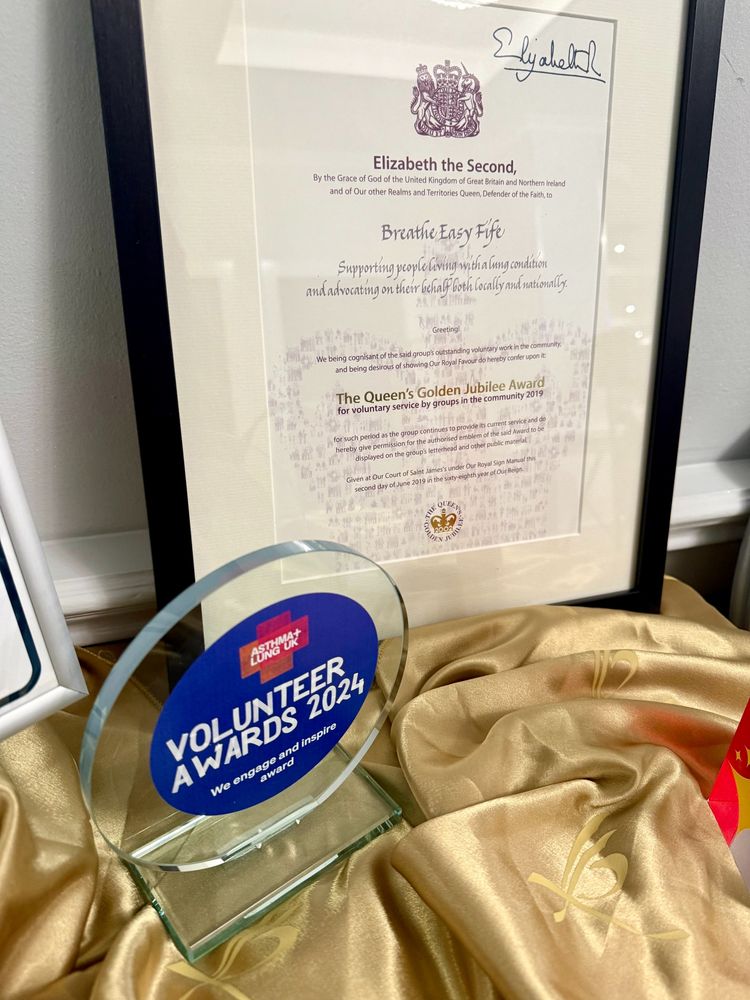 Elizabeth R
Elizabeth the Second,
By the Grace of God of the United Kingdom of Great Britain and Northern Ireland
and of Our other Realms and Territories Queen, Defender of the Faith, to
Breathe Easy Fife
Supporting people living with a lung condition
and advocating on their behalf both locally and nationally.
Greeting!
We being cognisant of the said group's outstanding voluntary work in the community,
and being desirous of showing Our Royal Favour do hereby confer upon it:
The Queen's Golden Jubilee Award
for voluntary service by groups in the community 2019
for such period as the group continues to provide its current service and do
hereby give permission for the authorised emblem of the said Award to be
displayed on the group's letterhead and other public material.
Given at Our Court of Saint James's under Our Royal Sign Manual this
second day of June 2019 in the sixty-eighth year of Our Reign.
THE QUEEN'S
GOLDEN JUBILEE
ASTHMA+
LUNG UK
VOLUNTEER
AWARDS 2024
We engage and inspire
award